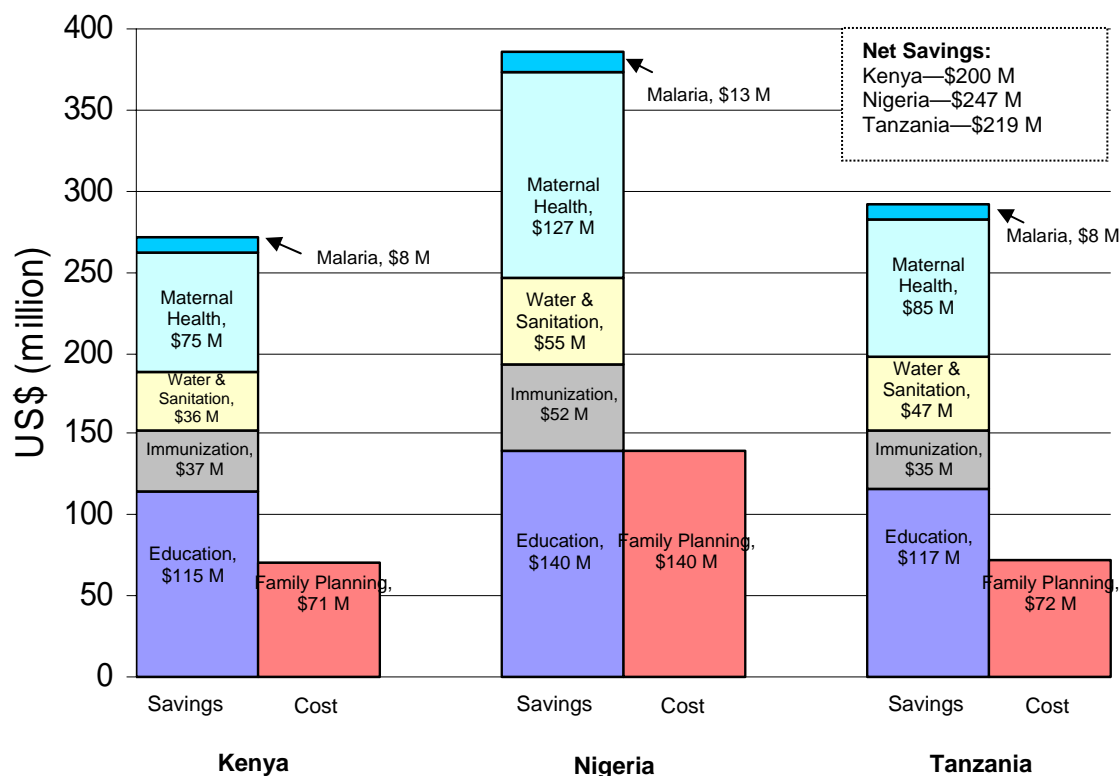 US$ (million)
400
350
300
250
200
150
100
50
0
Net Savings:
Kenya—$200 M
Nigeria—$247 M
Tanzania—$219 M
Malaria, $8 M
Maternal
Health,
$75 M
Water &
Sanitation,
$36 M
Immunization,
$37 M
Education,
$115 M
Family Planning,
$71 M
Malaria, $13 M
Maternal
Health,
$127 M
Water &
Sanitation,
$55 M
Immunization,
$52 M
Education,
$140 M
Family Planning,
$140 M
Malaria, $8 M
Maternal
Health,
$85 M
Water &
Sanitation,
$47 M
Immunization,
$35 M
Education,
$117 M
Family Planning,
$72 M
Savings Cost Savings Cost Savings Cost
Kenya Nigeria Tanzania